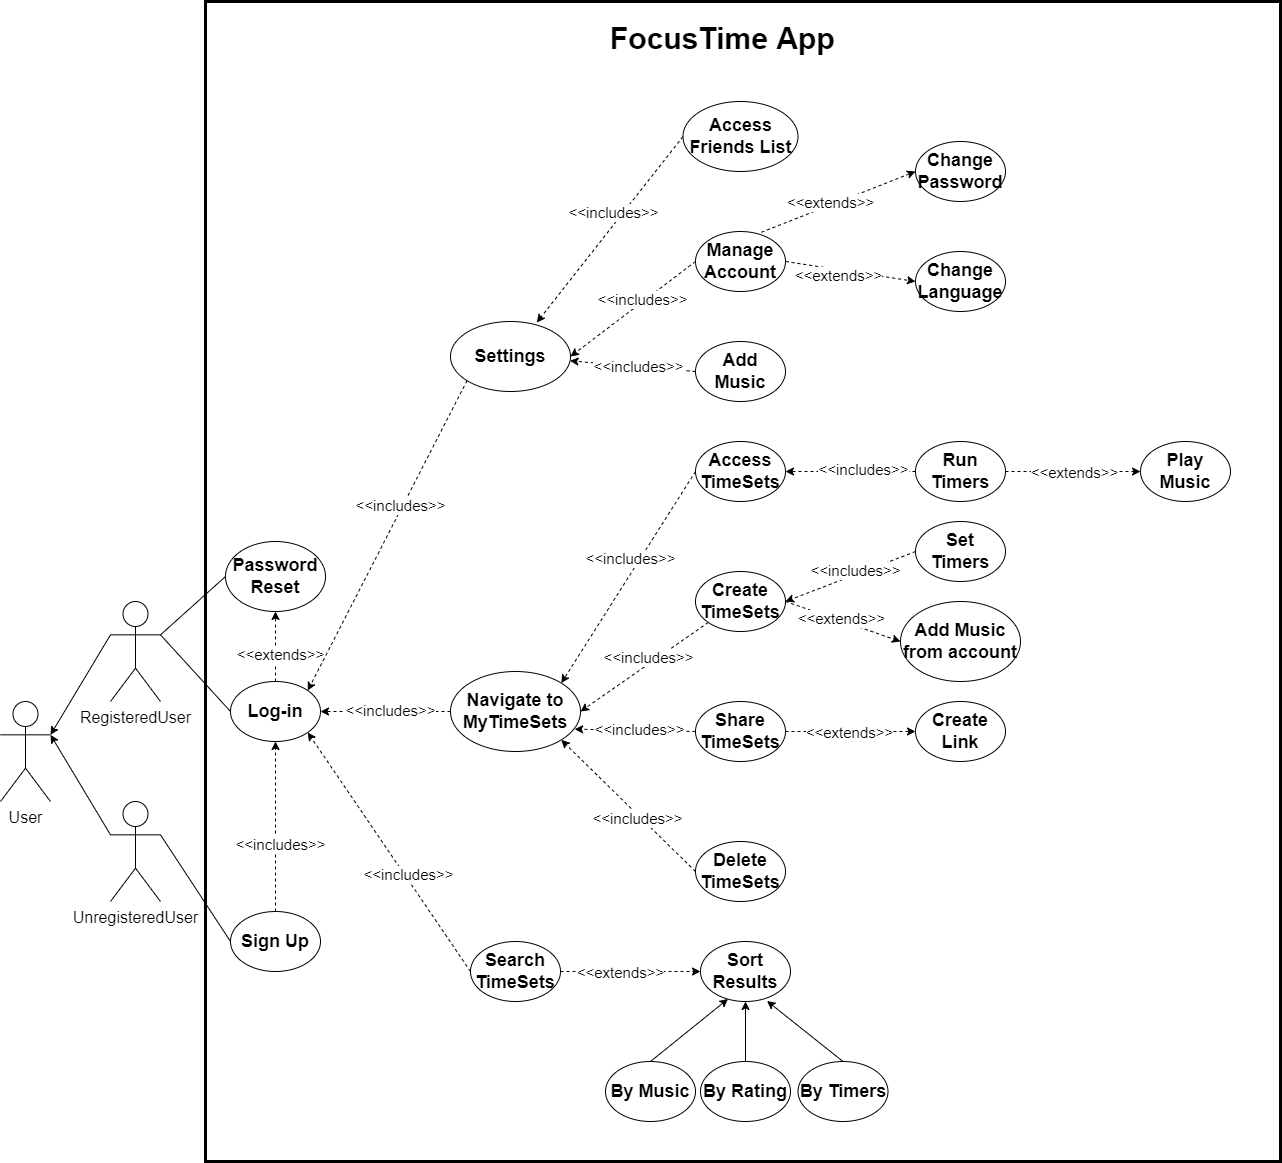 FocusTime App
Access
Friends List
Change
Password
<<includes>>
<<extends>>
Manage
Account
<<extends>>
Change
Language
<<includes>>
Settings
<<includes>>
Add
Music
<<includes>>
Access
TimeSets
<<includes>>
Run
Timers
<<extends>>
Play
Music
<<includes>>
Set
Timers
<<includes>>
Create
TimeSets
<<extends>>
Add Music
from account
Password
Reset
<<extends>>
<<includes>>
RegisteredUser
Log-in
<<includes>>
Navigate to
MyTimeSets
<<includes>>
Share
TimeSets
<<extends>>
Create
Link
User
<<includes>>
<<includes>>
<<includes>>
Delete
TimeSets
UnregisteredUser
Sign Up
Search
TimeSets
<<extends>>
Sort
Results
By Music
By Rating
By Timers